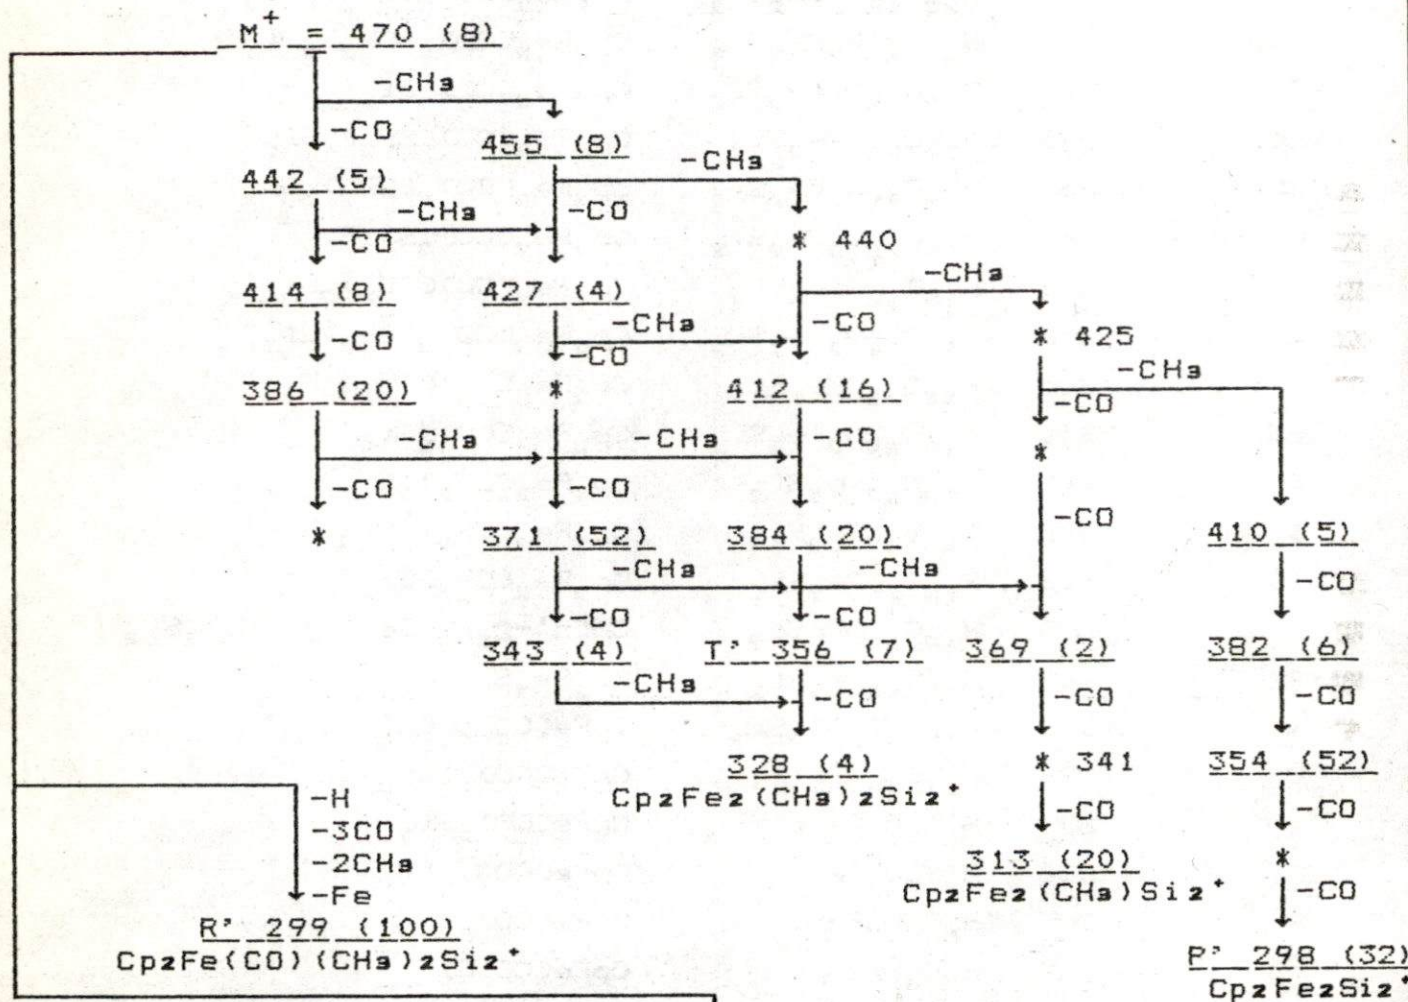 M+ = 470 (8)
-CH3
-CO
455 (8)
-CH3
442 (5)
-CH3
-CO
-CO
* 440
-CH3
414 (8)
427 (4)
-CH3
-CO
-CO
-CO
* 425
-CH3
386 (20)
*
412 (16)
-CO
-CH3
-CH3
-CO
*
-CO
-CO
-CO
*
371 (52)
384 (20)
410 (5)
-CH3
-CH3
-CO
-CO
-CO
343 (4)
T' 356 (7)
369 (2)
382 (6)
-CH3
-CO
-CO
-CO
328 (4)
* 341
354 (52)
Cp2Fe2(CH3)2Si2+
-H
-3CO
-2CH3
-Fe
-CO
-CO
313 (20)
*
Cp2Fe2(CH3)Si2+
-CO
R' 299 (100)
Cp2Fe(CO)(CH3)2Si2+
P' 298 (32)
Cp2Fe2Si2+